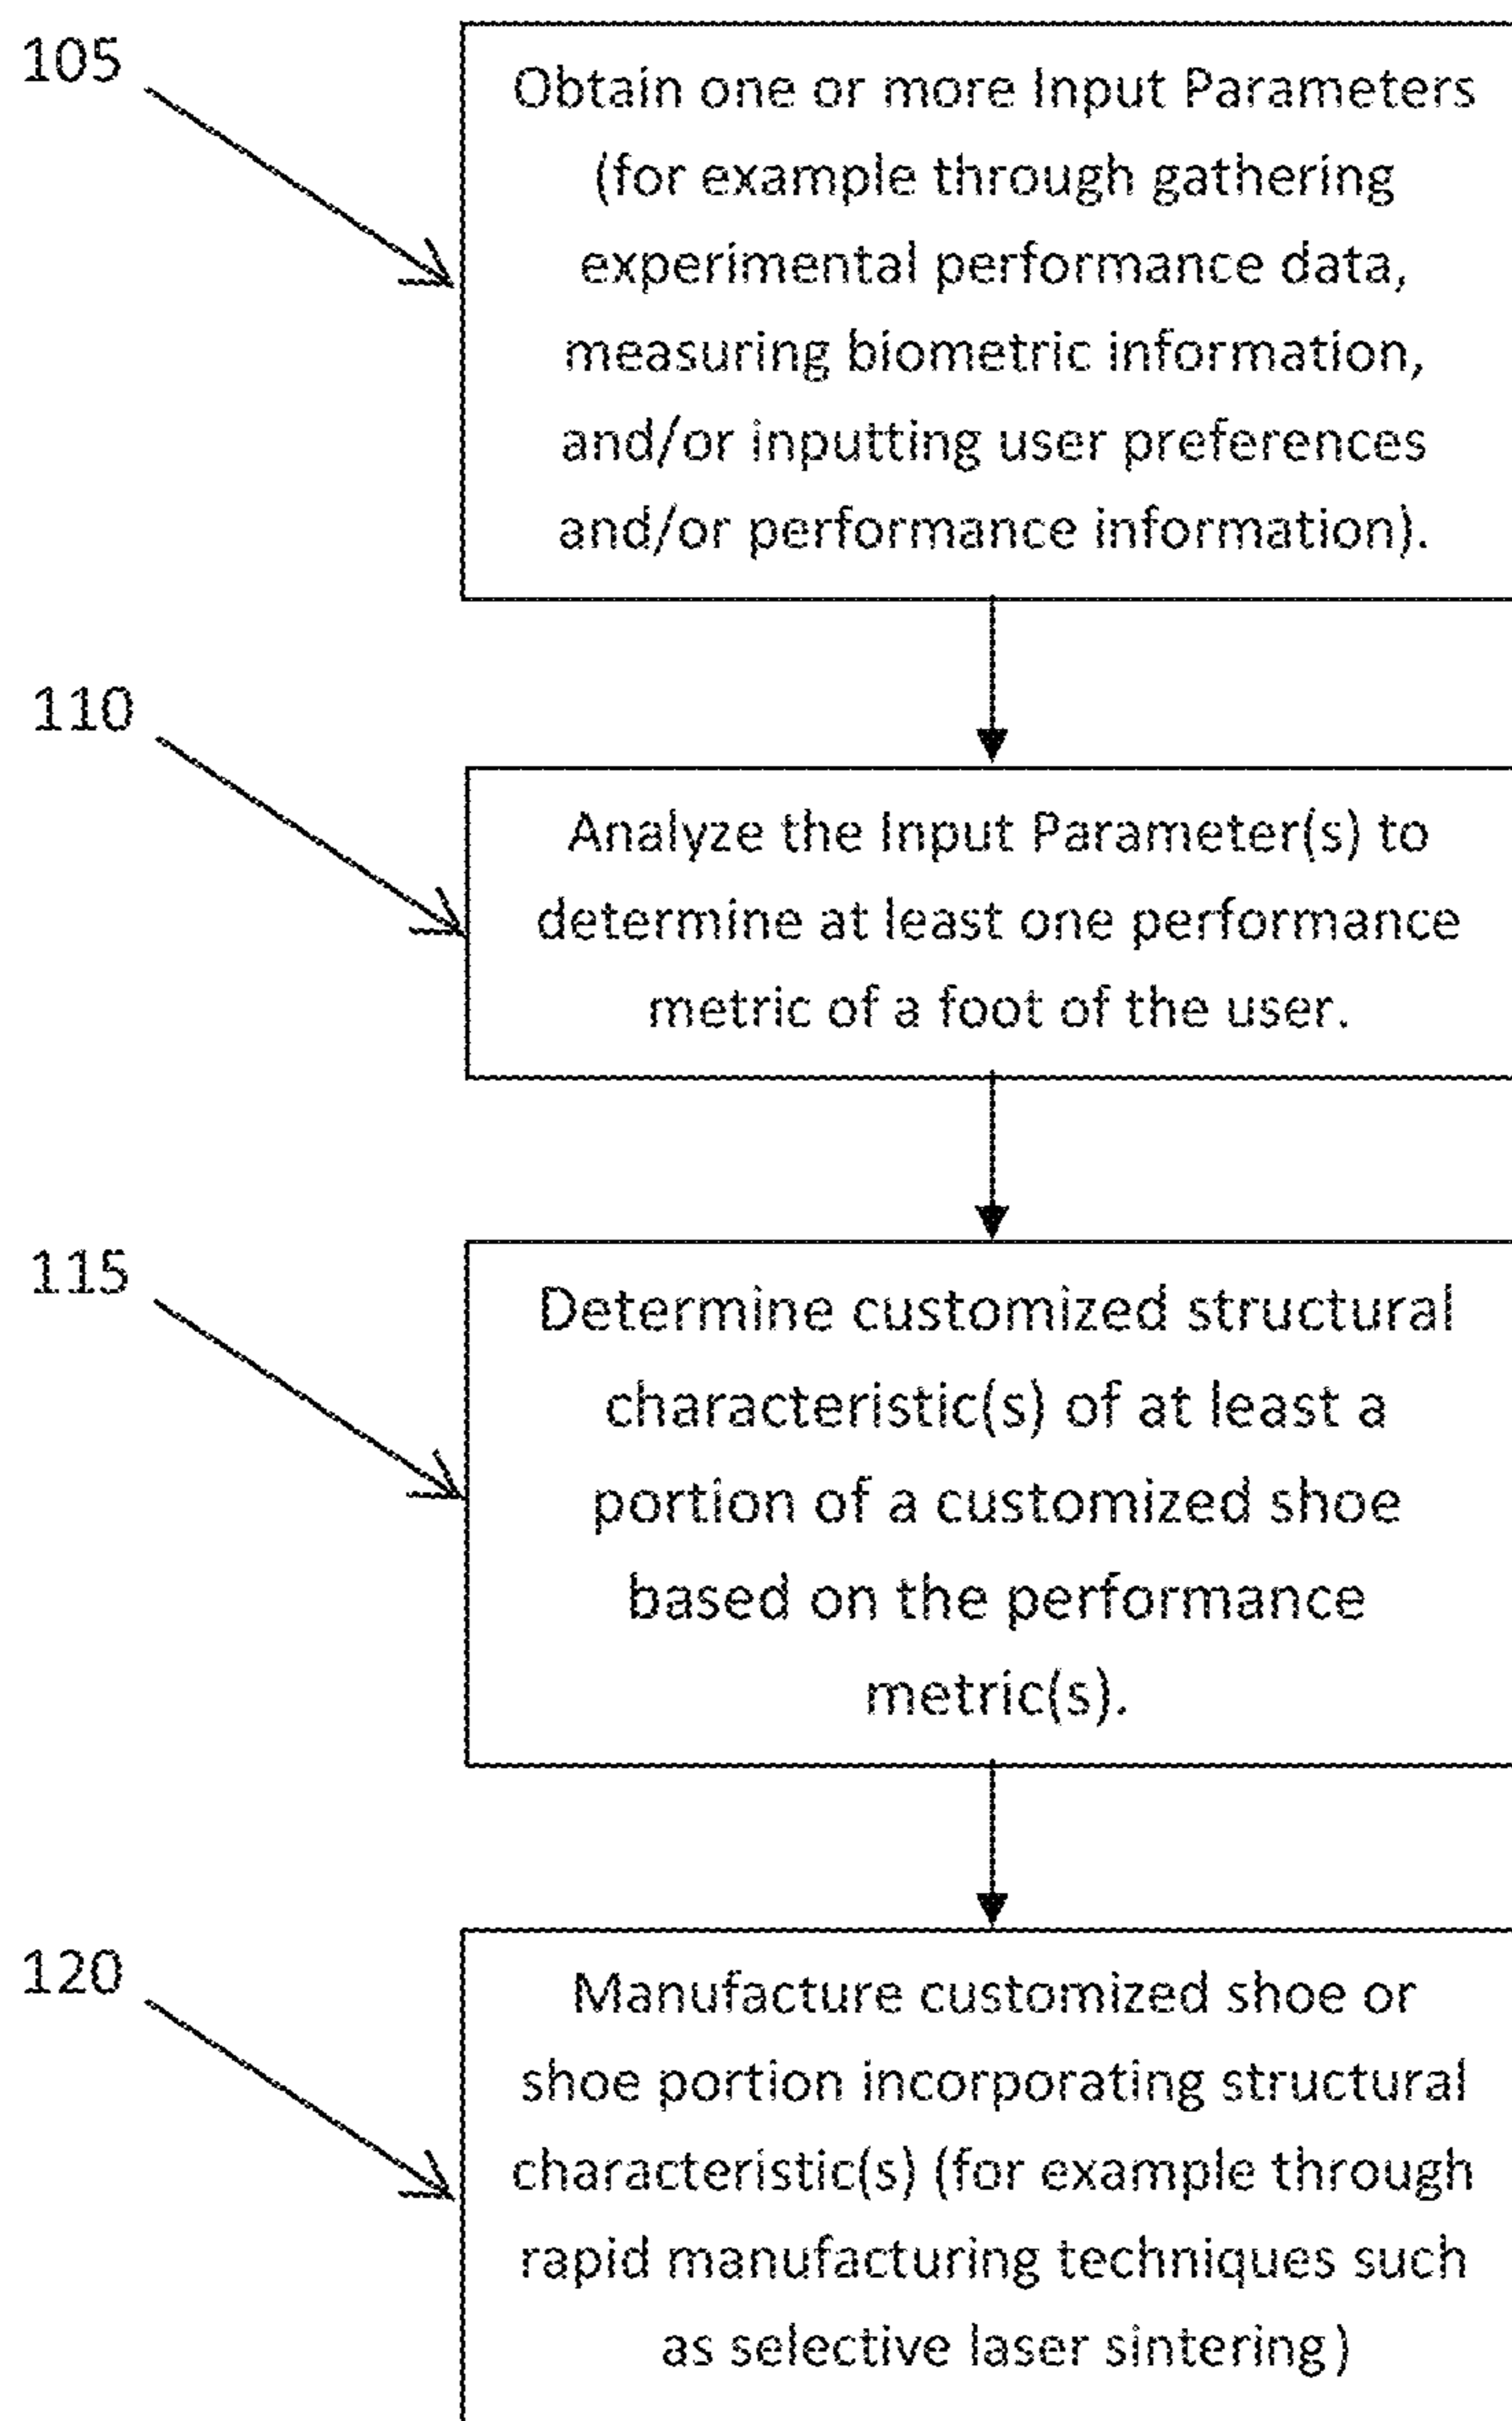 105
Obtain one or more Input Parameters
(for example through gathering
experimental performance data,
measuring biometric information,
and/or inputting user preferences
and/or performance information).
110
Analyze the Input Parameter(s) to
determine at least one performance
metric of a foot of the user.
115
Determine customized structural
characteristic(s) of at least a
portion of a customized shoe
based on the performance
metric(s).
120
Manufacture customized shoe or
shoe portion incorporating structural
characteristic(s) (for example through
rapid manufacturing techniques such
as selective laser sintering)